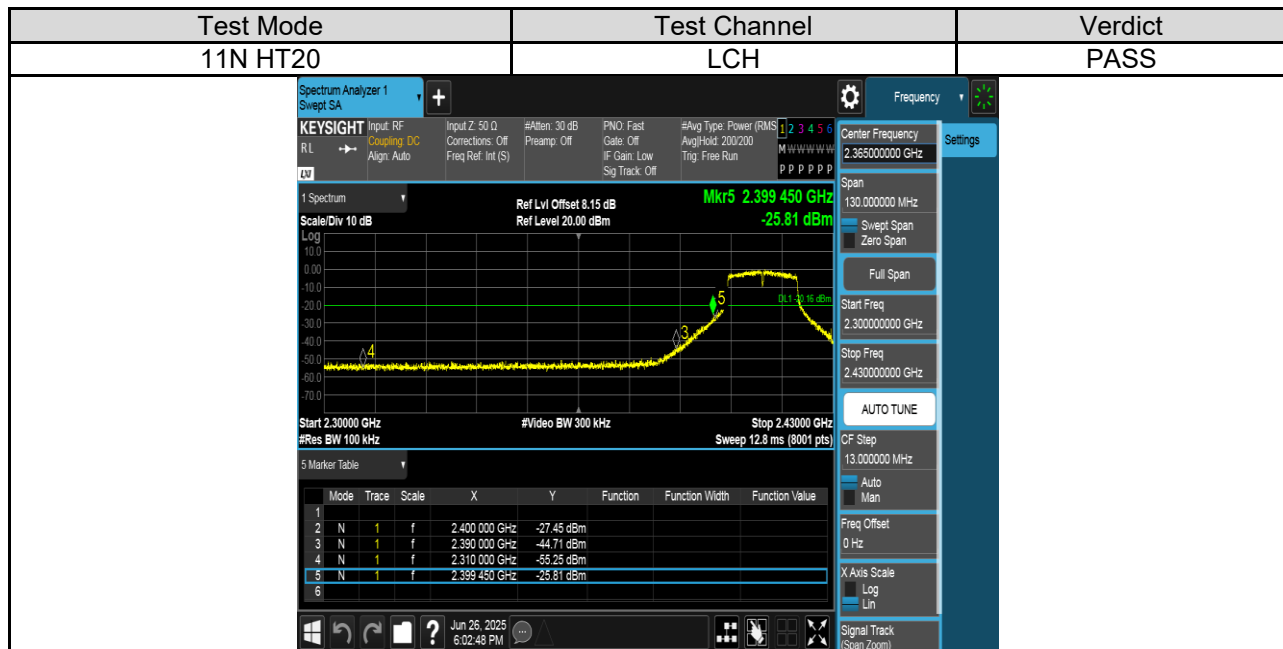 Test Mode Test Channel Verdict
11N HT20 LCH PASS
Spectrum Analyzer 1
Swept SA
+
Frequency
KEYSIGHT
RL
LXI
Input: RF
Coupling: DC
Align: Auto
Input Z: 50 Ω
Corrections: Off
Freq Ref: Int (S)
#Atten: 30 dB
Preamp: Off
PNO: Fast
Gate: Off
IF Gain: Low
Sig Track: Off
#Avg Type: Power (RMS
Avg|Hold: 200/200
Trig: Free Run
1 2 3 4 5 6
M W W W W W
P P P P P P
1 Spectrum
Scale/Div 10 dB
Ref Lvl Offset 8.15 dB
Ref Level 20.00 dBm
Mkr5 2.399 450 GHz
-25.81 dBm
Log
10.0
0.00
-10.0
-20.0
-30.0
-40.0
-50.0
-60.0
-70.0
5
DL1 -20.16 dBm
3
4
Start 2.30000 GHz #Video BW 300 kHz Stop 2.43000 GHz
#Res BW 100 kHz Sweep 12.8 ms (8001 pts)
5 Marker Table
Mode Trace Scale X Y Function Function Width Function Value
1
2 N 1 f 2.400 000 GHz -27.45 dBm
3 N 1 f 2.390 000 GHz -44.71 dBm
4 N 1 f 2.310 000 GHz -55.25 dBm
5 N 1 f 2.399 450 GHz -25.81 dBm
6
?
Jun 26, 2025
6:02:48 PM
Center Frequency
2.365000000 GHz
Settings
Span
130.000000 MHz
Swept Span
Zero Span
Full Span
Start Freq
2.300000000 GHz
Stop Freq
2.430000000 GHz
AUTO TUNE
CF Step
13.000000 MHz
Auto
Man
Freq Offset
0 Hz
X Axis Scale
Log
Lin
Signal Track
(Span Zoom)